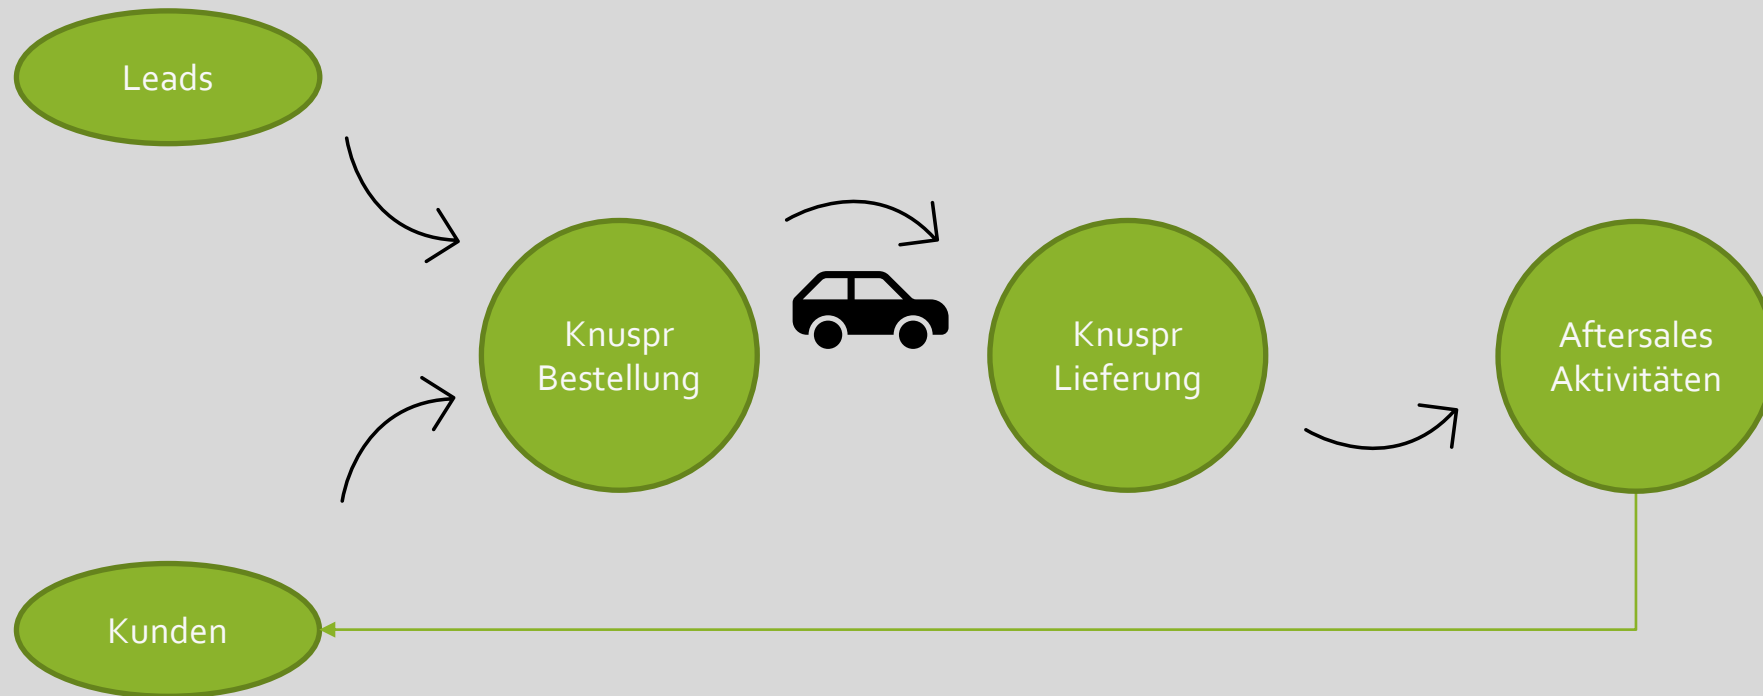 Leads
Knuspr
Bestellung
Knuspr
Lieferung
Aftersales
Aktivitäten
Kunden